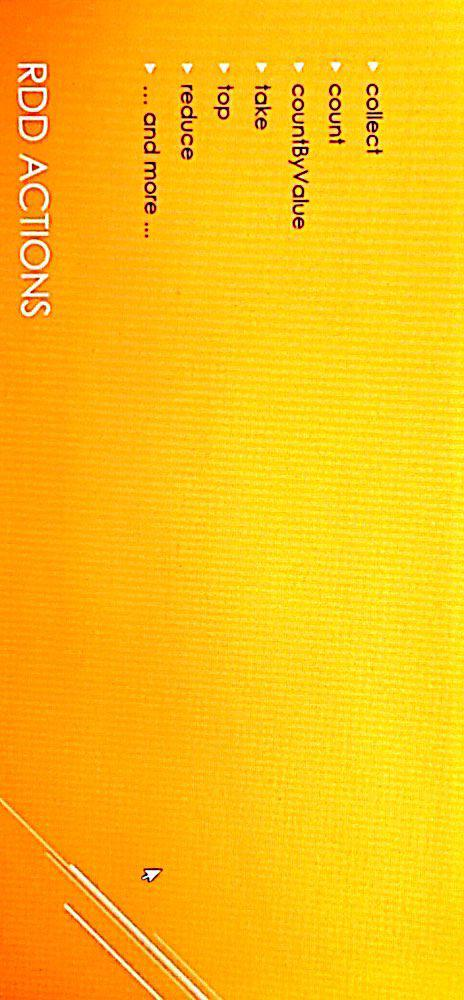 collect
count
countByValue
take
top
reduce
... and more ...
RDD ACTIONS